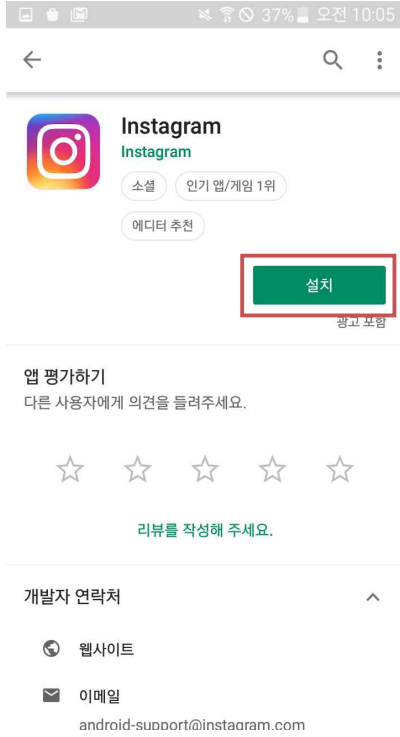 37% 오전 10:05
Instagram
Instagram
소셜 인기 앱/게임 1위
에디터 추천
설치
광고 포함
앱 평가하기
다른 사용자에게 의견을 들려주세요.
리뷰를 작성해 주세요.
개발자 연락처
웹사이트
이메일
android-support@instagram.com